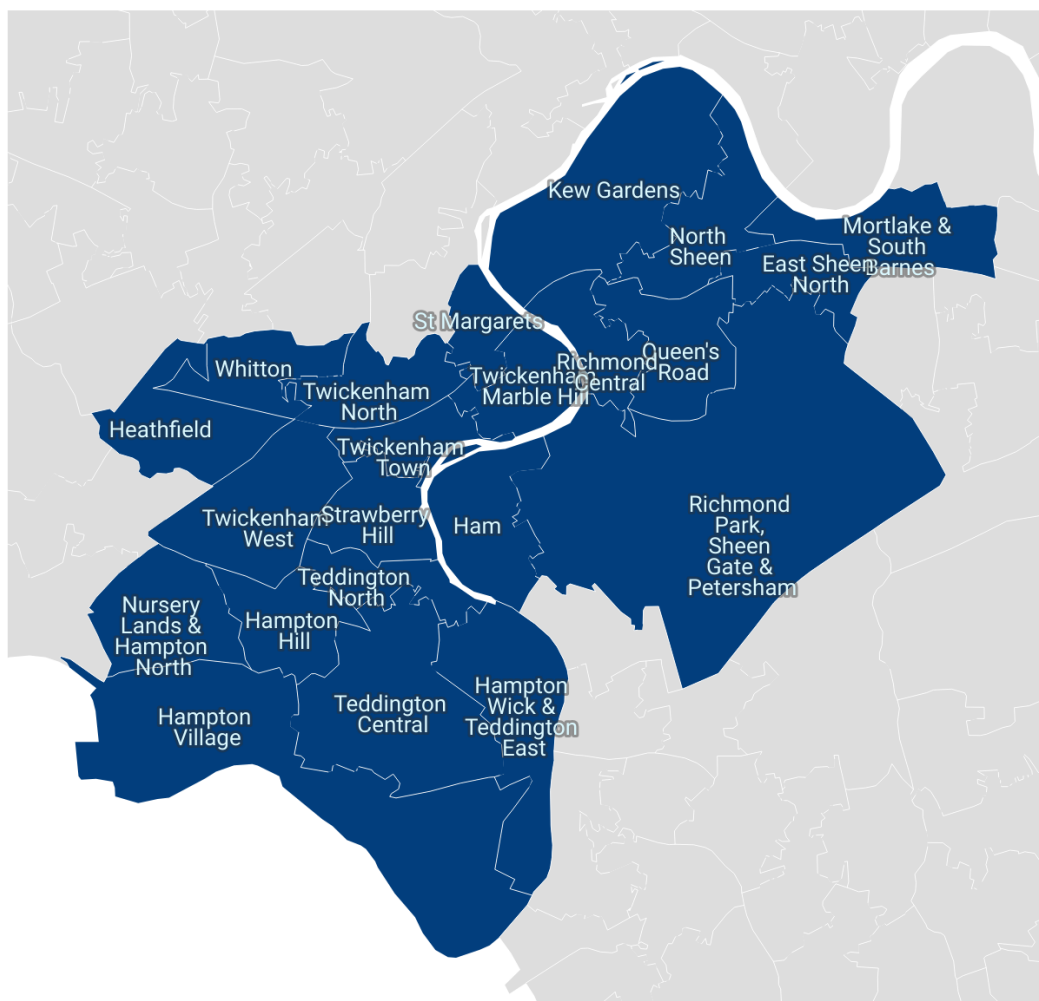 Kew Gardens
Mortlake &
South
Barnes
North
Sheen
East Sheen
North
St Margarets
Richmond
Central
Queen's
Road
Whitton
Twickenham
Marble Hill
Twickenham
North
Heathfield
Twickenham
Town
Richmond
Park,
Sheen
Gate &
Petersham
Twickenham
West
Strawberry
Hill
Ham
Teddington
North
Nursery
Lands &
Hampton
North
Hampton
Hill
Hampton
Wick &
Teddington
East
Teddington
Central
Hampton
Village